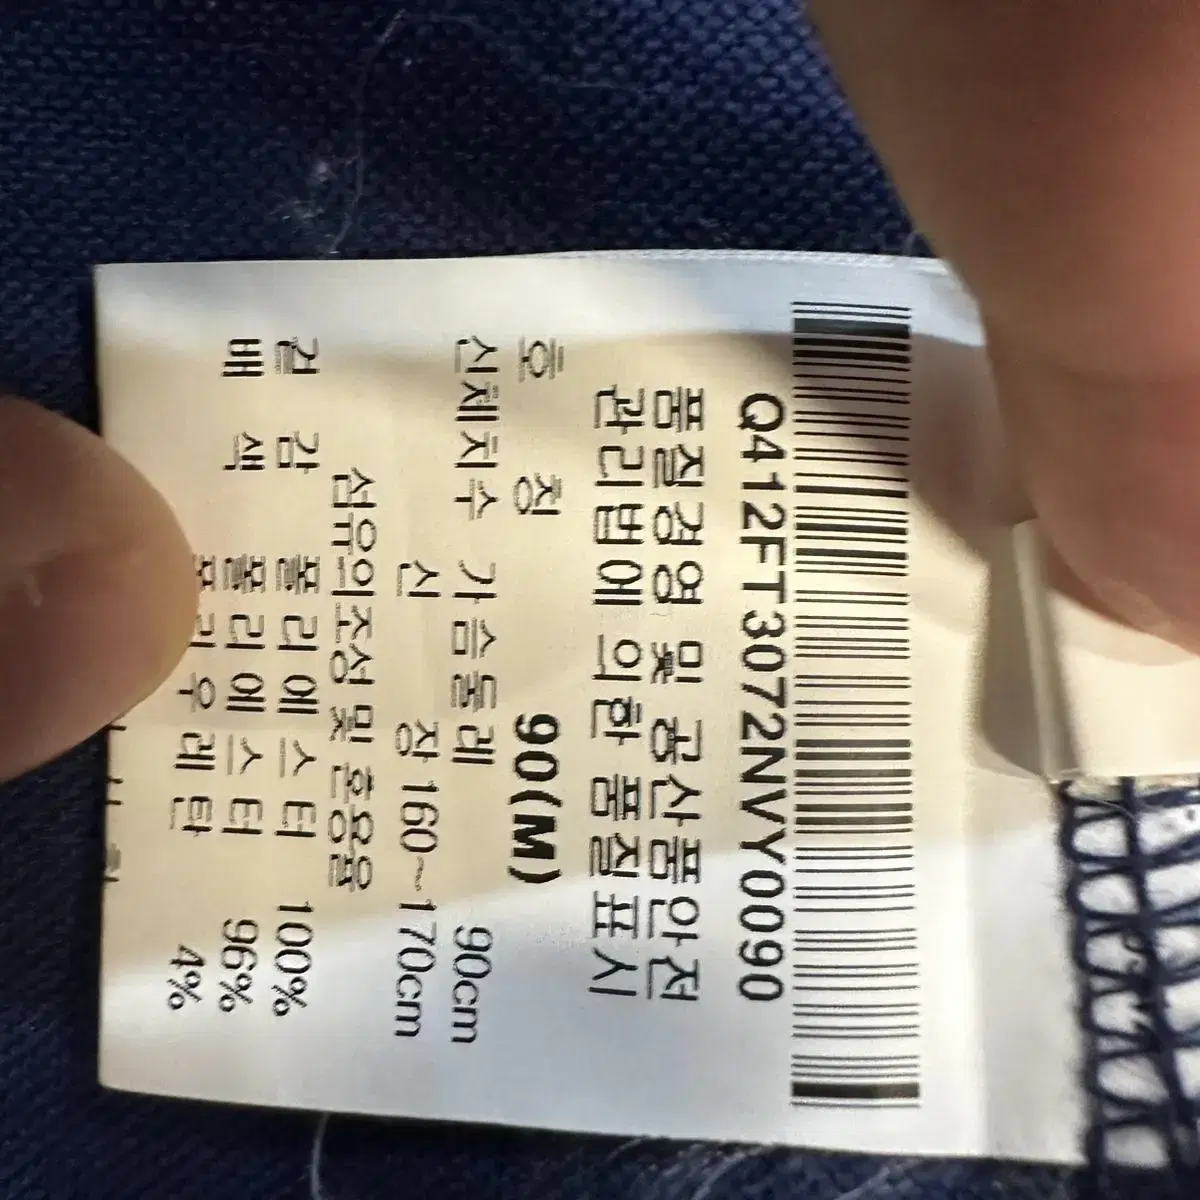 Q412FT3072NVY0090
품질경영 및 공산품안전
관리법에 의한 품질표시
호 칭 90(M)
신체치수 가슴둘레 90cm
신 장 160~170cm
섬유의조성 및 혼용율
겉 감 폴리에스터 100%
배 색 폴리에스터 96%
폴리우레탄 4%